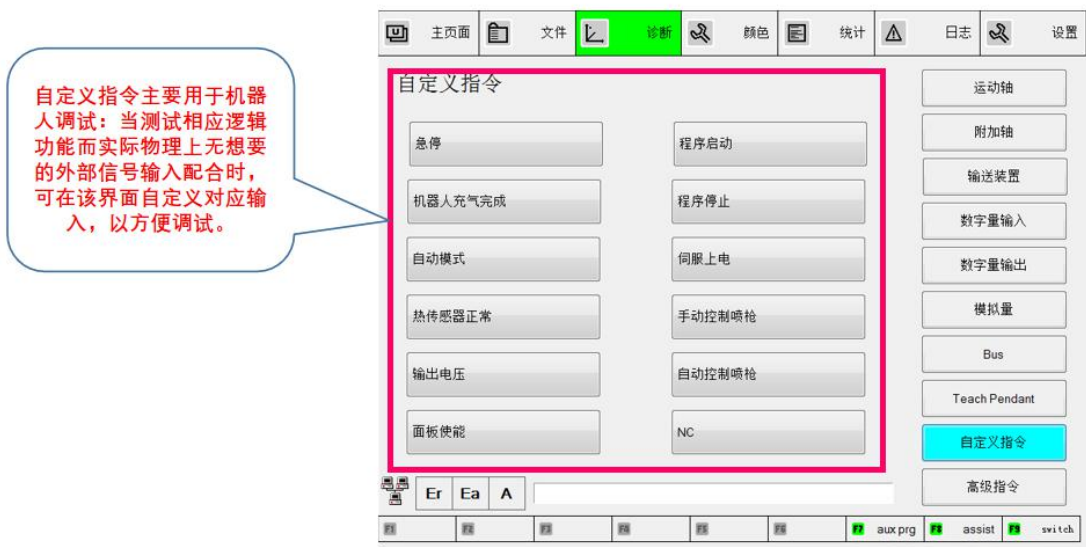 主页面 文件 诊断 颜色 统计 日志 设置
自定义指令主要用于机器
人调试：当测试相应逻辑
功能而实际物理上无想要
的外部信号输入配合时，
可在该界面自定义对应输
入，以方便调试。
自定义指令
急停 程序启动
机器人充气完成 程序停止
自动模式 伺服上电
热传感器正常 手动控制喷枪
输出电压 自动控制喷枪
面板使能 NC
运动轴
附加轴
输送装置
数字量输入
数字量输出
模拟量
Bus
Teach Pendant
自定义指令
高级指令
Er Ea A
F1 F2 F3 F4 F5 F6 F7 aux prg F8 assist F9 switch